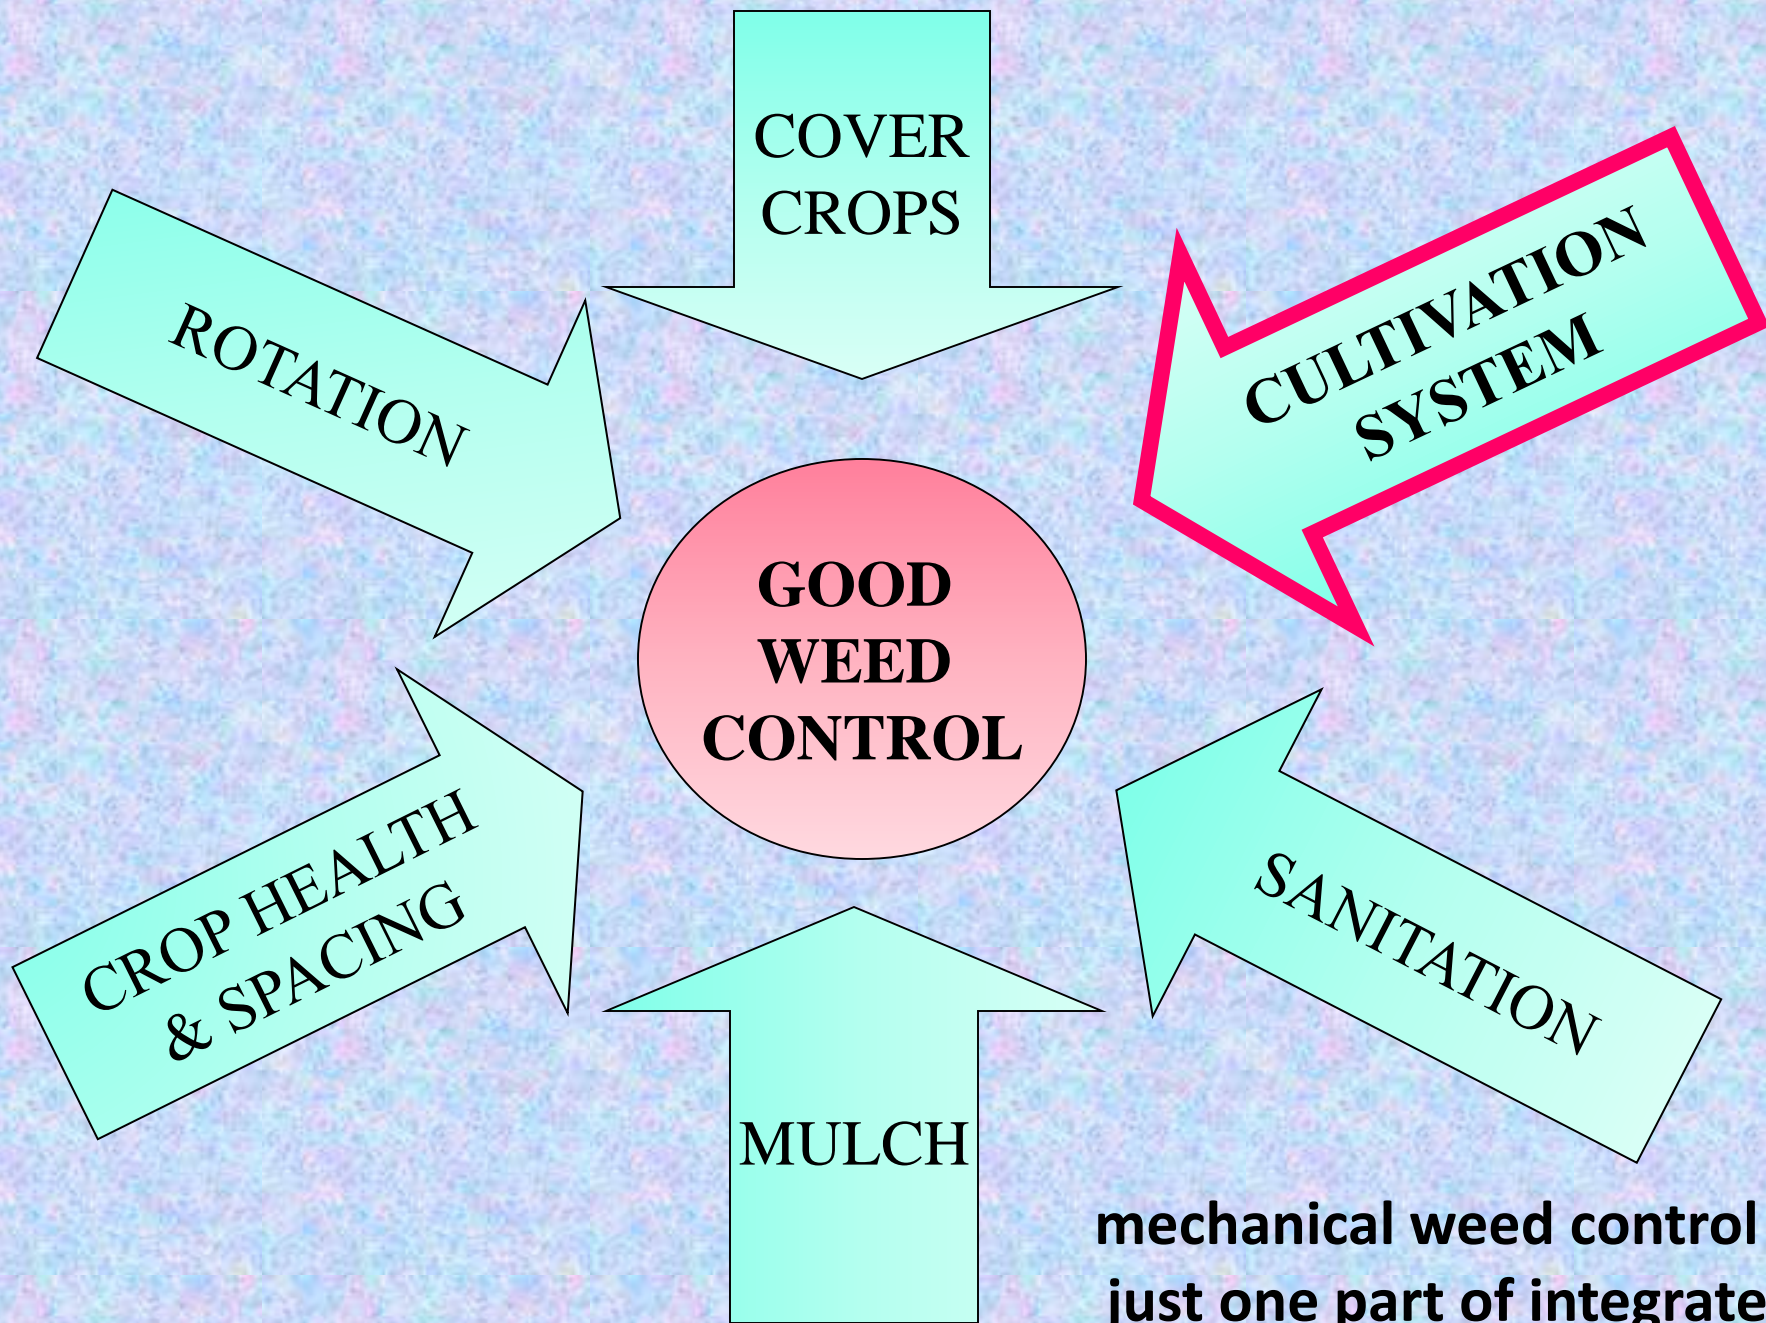 COVER
CROPS
CULTIVATION
SYSTEM
ROTATION
GOOD
WEED
CONTROL
CROP HEALTH
& SPACING
SANITATION
MULCH
mechanical weed control
just one part of integrate